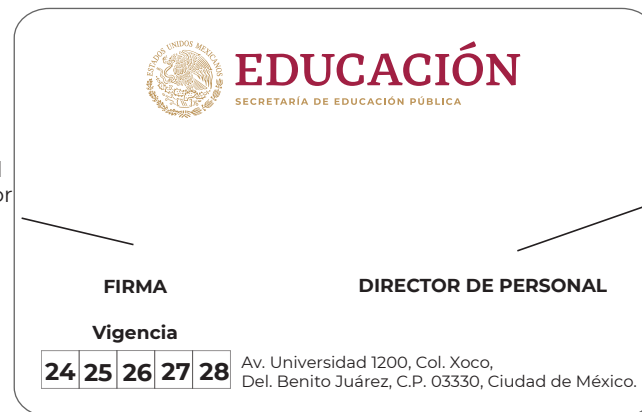 ESTADOS UNIDOS MEXICANOS
EDUCACIÓN
SECRETARÍA DE EDUCACIÓN PÚBLICA
or
FIRMA
DIRECTOR DE PERSONAL
Vigencia
24 25 26 27 28
Av. Universidad 1200, Col. Xoco,
Del. Benito Juárez, C.P. 03330, Ciudad de México.